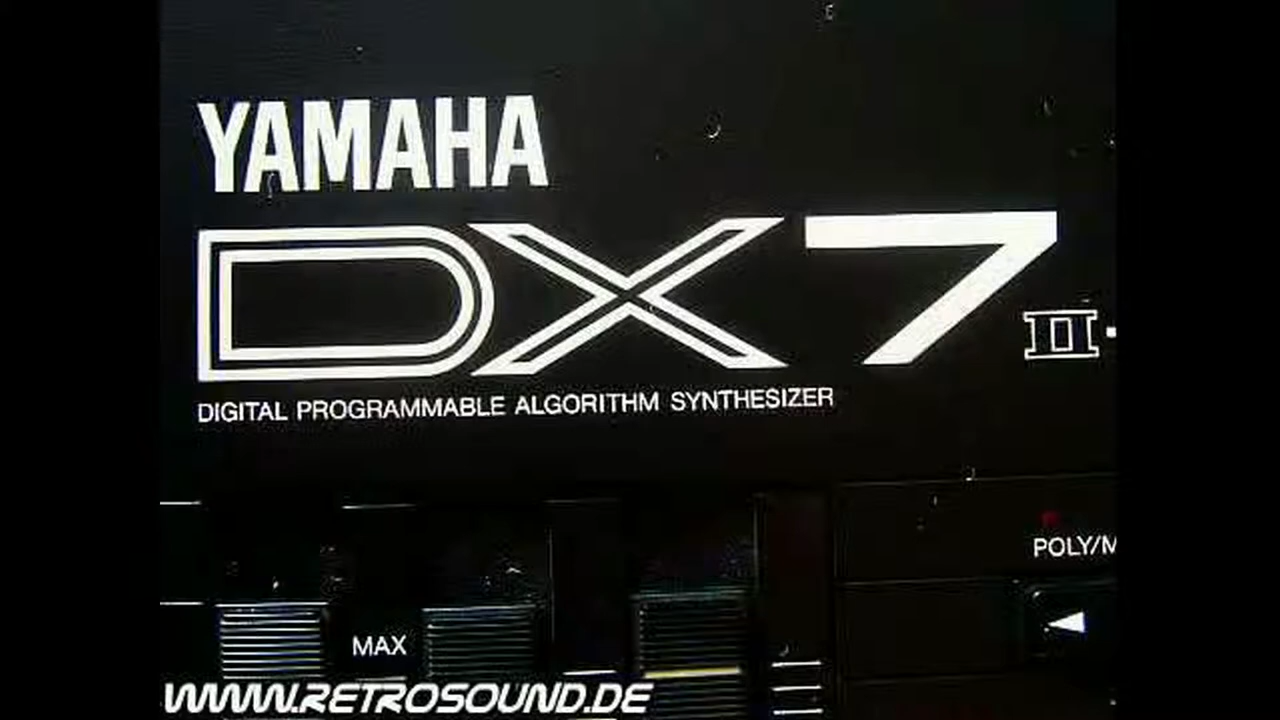 YAMAHA
DX7 II-
DIGITAL PROGRAMMABLE ALGORITHM SYNTHESIZER
POLY/M
MAX
WWW.RETROSOUND.DE